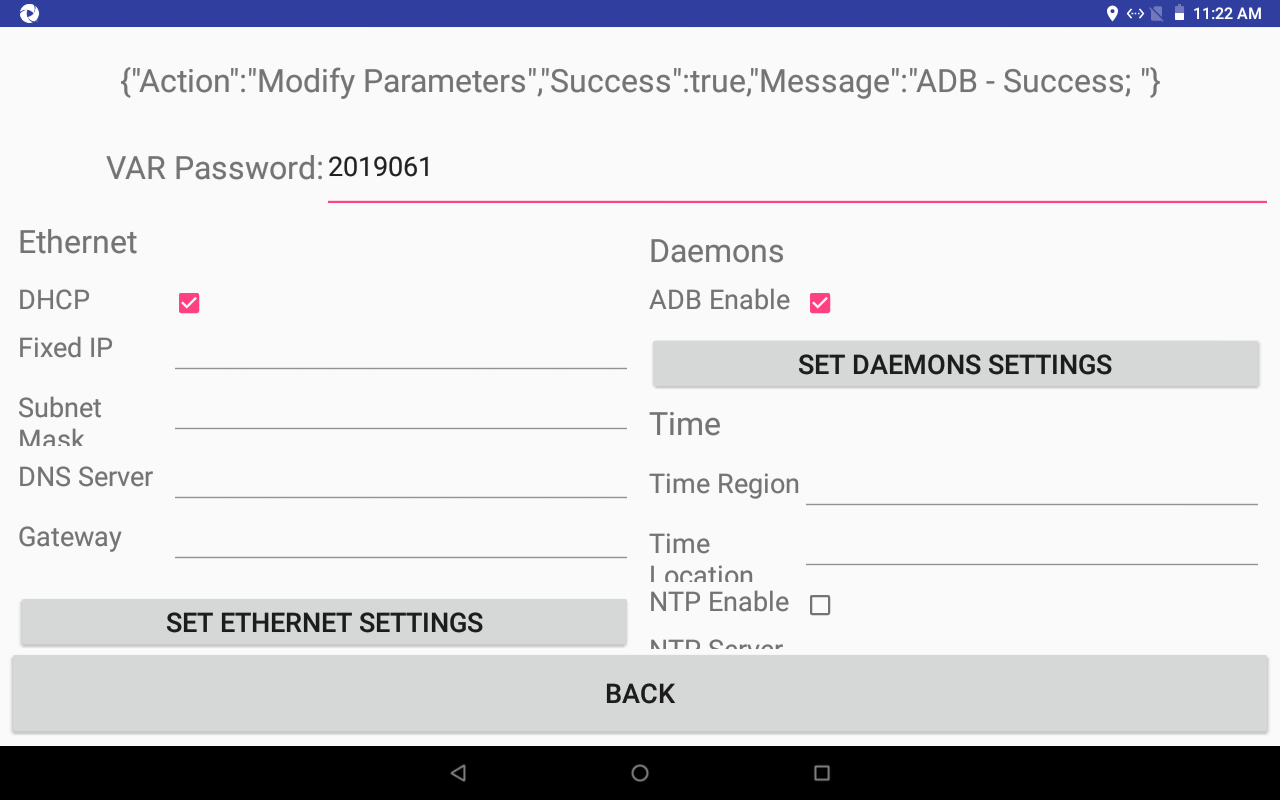 11:22 AM
{"Action":"Modify Parameters","Success":true,"Message":"ADB - Success; "}
VAR Password: 2019061
Ethernet
DHCP
Fixed IP
Subnet
Mask
DNS Server
Gateway
SET ETHERNET SETTINGS
Daemons
ADB Enable
SET DAEMONS SETTINGS
Time
Time Region
Time
Location
NTP Enable
NTP Server
BACK